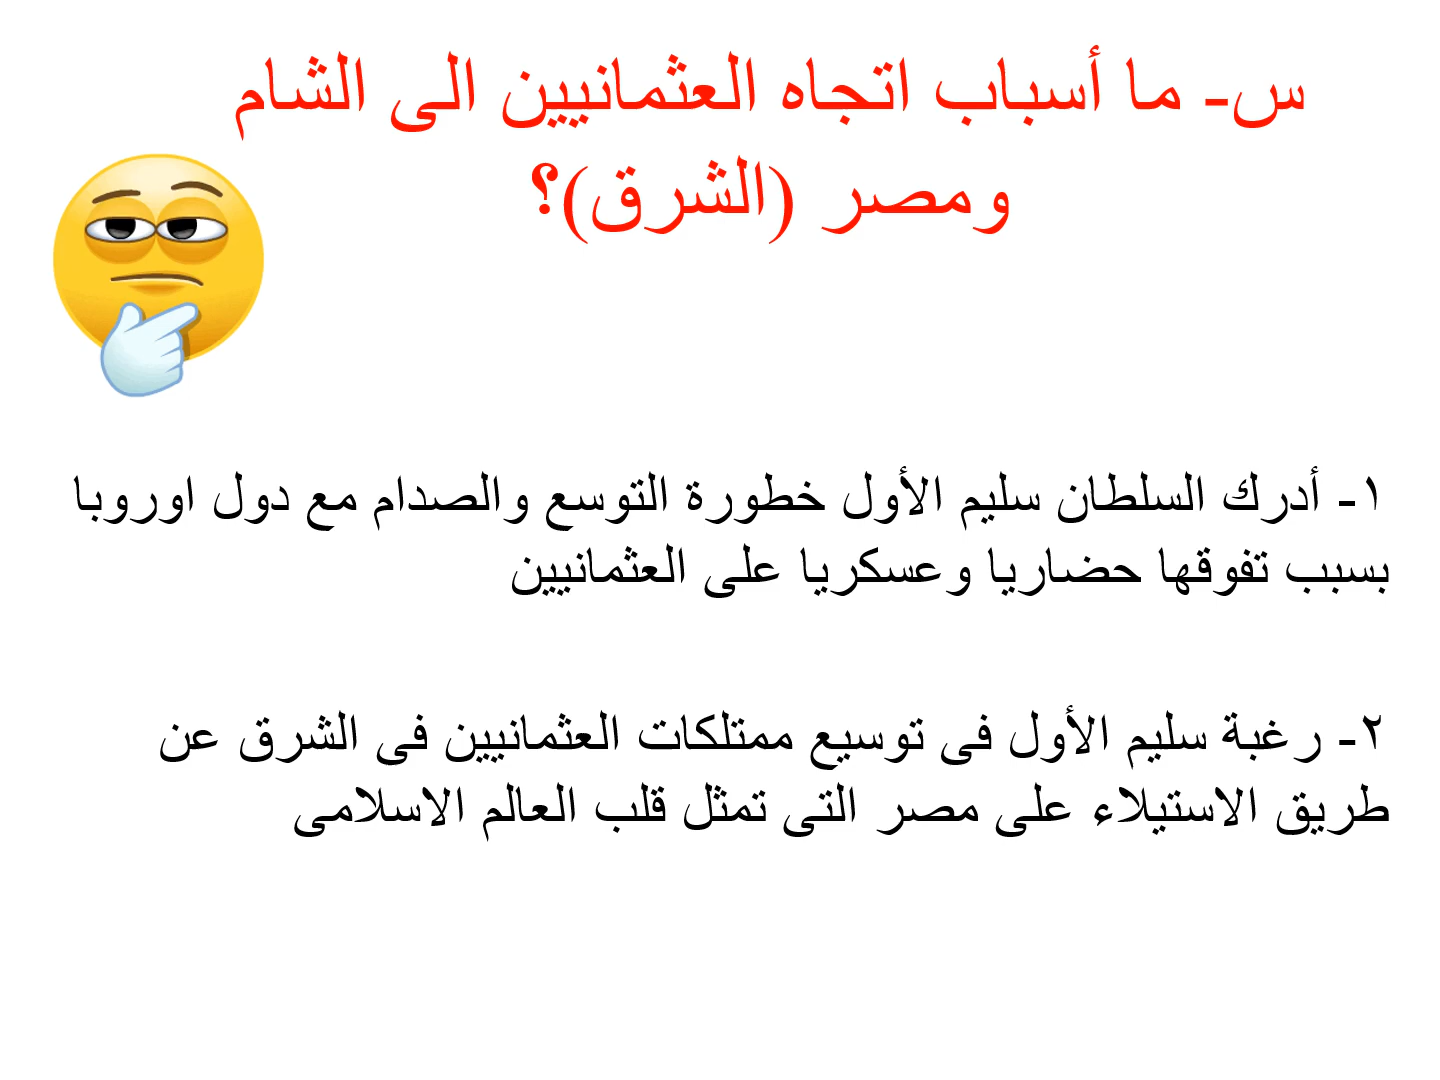 س- ما أسباب اتجاه العثمانيين الى الشام
ومصر (الشرق)؟
١- أدرك السلطان سليم الأول خطورة التوسع والصدام مع دول اوروبا
بسبب تفوقها حضاريا وعسكريا على العثمانيين
٢- رغبة سليم الأول فى توسيع ممتلكات العثمانيين فى الشرق عن
طريق الاستيلاء على مصر التى تمثل قلب العالم الاسلامى